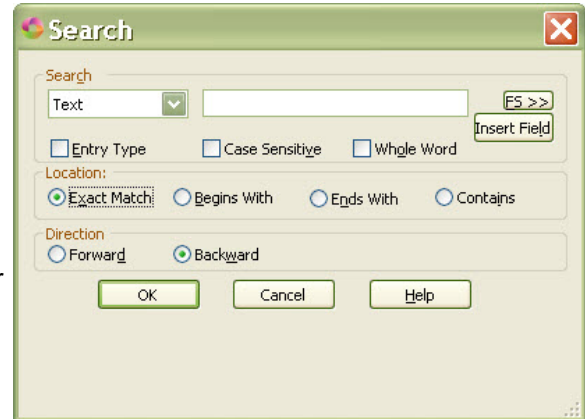 Search
Search
Text FS >>
Insert Field
Entry Type Case Sensitive Whole Word
Location:
Exact Match Begins With Ends With Contains
Direction
Forward Backward
r
OK Cancel Help